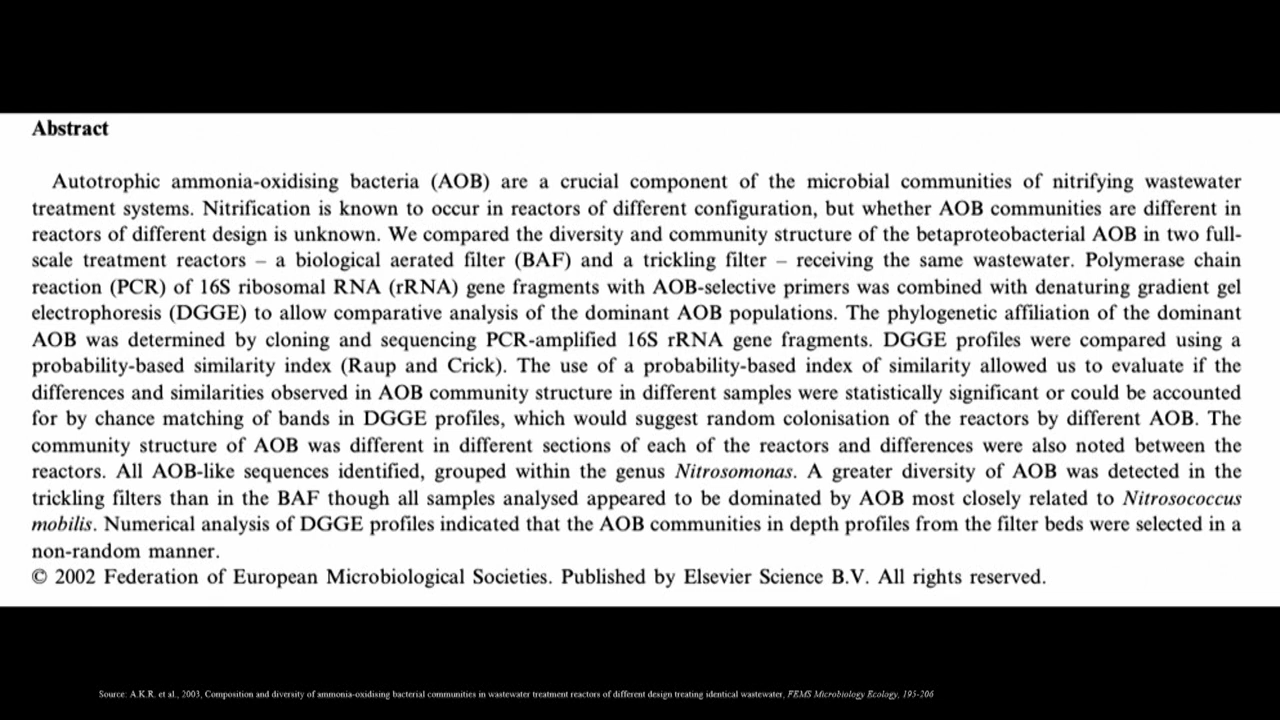 Abstract
Autotrophic ammonia-oxidising bacteria (AOB) are a crucial component of the microbial communities of nitrifying wastewater
treatment systems. Nitrification is known to occur in reactors of different configuration, but whether AOB communities are different in
reactors of different design is unknown. We compared the diversity and community structure of the betaproteobacterial AOB in two full-
scale treatment reactors – a biological aerated filter (BAF) and a trickling filter – receiving the same wastewater. Polymerase chain
reaction (PCR) of 16S ribosomal RNA (rRNA) gene fragments with AOB-selective primers was combined with denaturing gradient gel
electrophoresis (DGGE) to allow comparative analysis of the dominant AOB populations. The phylogenetic affiliation of the dominant
AOB was determined by cloning and sequencing PCR-amplified 16S rRNA gene fragments. DGGE profiles were compared using a
probability-based similarity index (Raup and Crick). The use of a probability-based index of similarity allowed us to evaluate if the
differences and similarities observed in AOB community structure in different samples were statistically significant or could be accounted
for by chance matching of bands in DGGE profiles, which would suggest random colonisation of the reactors by different AOB. The
community structure of AOB was different in different sections of each of the reactors and differences were also noted between the
reactors. All AOB-like sequences identified, grouped within the genus Nitrosomonas. A greater diversity of AOB was detected in the
trickling filters than in the BAF though all samples analysed appeared to be dominated by AOB most closely related to Nitrosococcus
mobilis. Numerical analysis of DGGE profiles indicated that the AOB communities in depth profiles from the filter beds were selected in a
non-random manner.
© 2002 Federation of European Microbiological Societies. Published by Elsevier Science B.V. All rights reserved.
Source: A.K.R. et al., 2003, Composition and diversity of ammonia-oxidising bacterial communities in wastewater treatment reactors of different design treating identical wastewater, FEMS Microbiology Ecology, 195-206